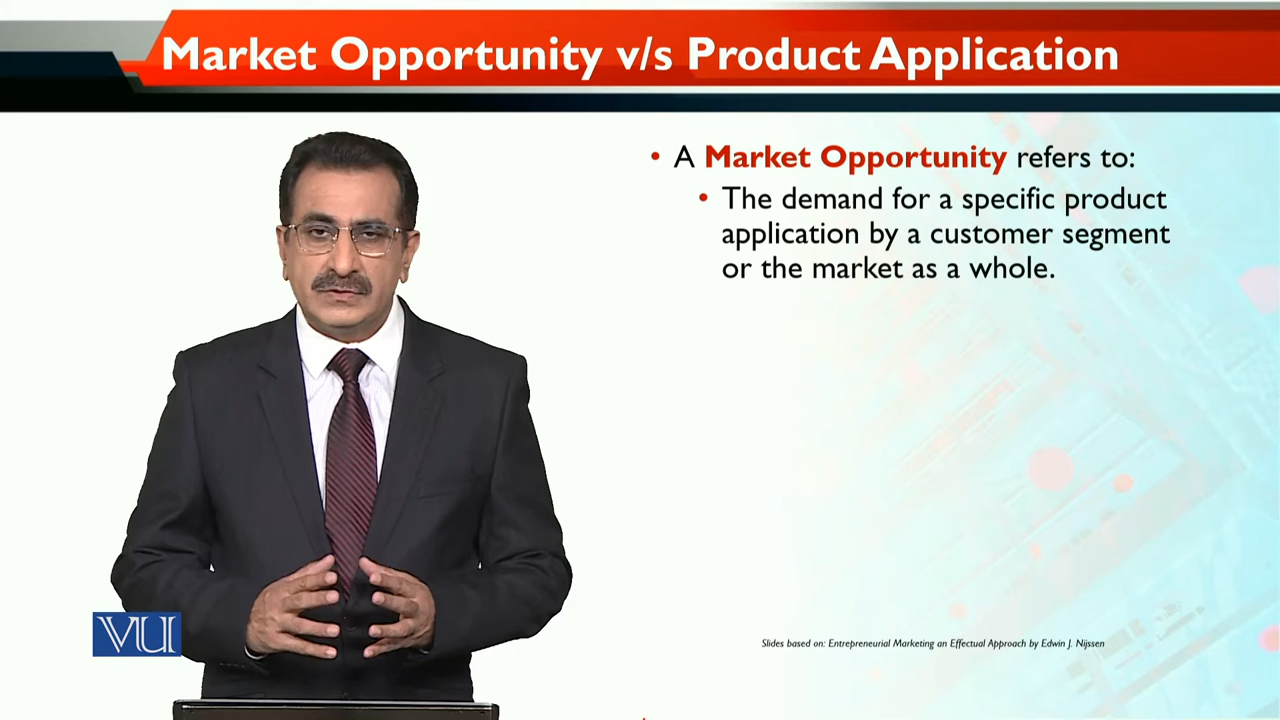 Market Opportunity v/s Product Application
• A Market Opportunity refers to:
• The demand for a specific product
application by a customer segment
or the market as a whole.
VU
Slides based on: Entrepreneurial Marketing an Effectual Approach by Edwin J. Nijssen